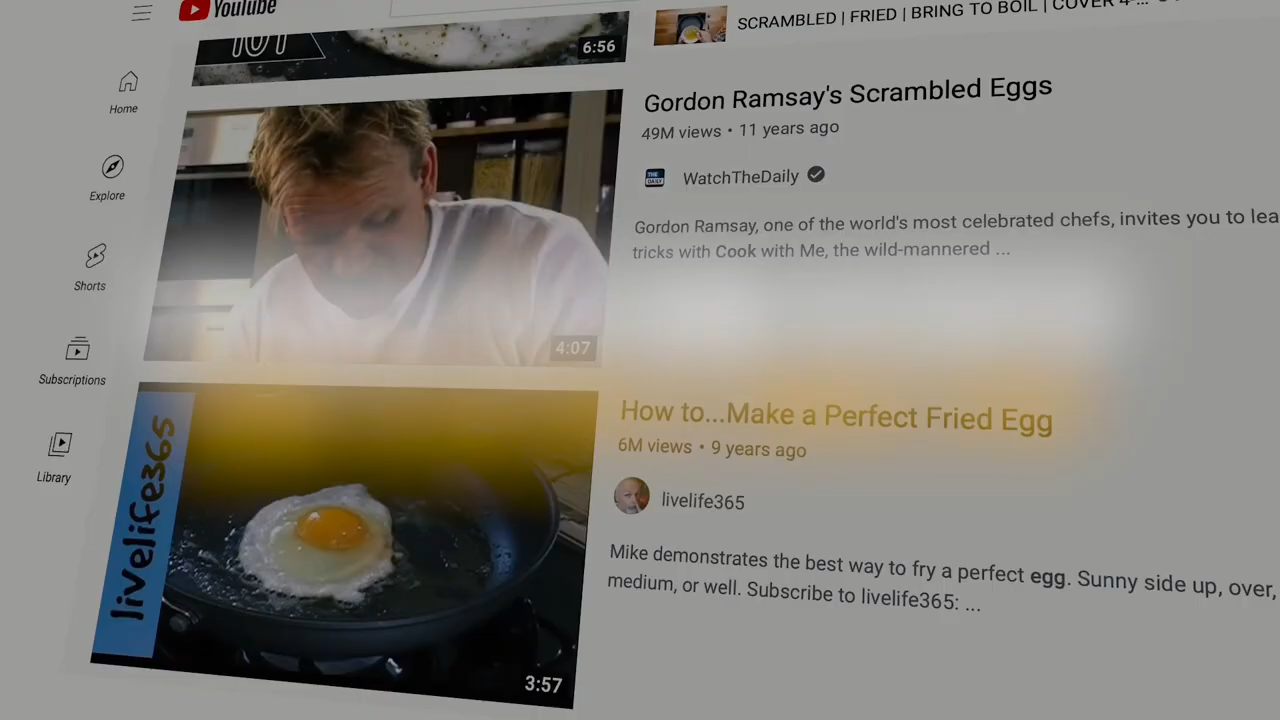 YouTube
101
6:56
SCRAMBLED | FRIED | BRING TO BOIL | COVER 4-...
Home
Explore
Shorts
Subscriptions
Library
4:07
Gordon Ramsay's Scrambled Eggs
49M views • 11 years ago
THE DAILY
WatchTheDaily
Gordon Ramsay, one of the world's most celebrated chefs, invites you to lea
tricks with Cook with Me, the wild-mannered ...
livelife365
3:57
How to...Make a Perfect Fried Egg
6M views • 9 years ago
livelife365
Mike demonstrates the best way to fry a perfect egg. Sunny side up, over,
medium, or well. Subscribe to livelife365: ...